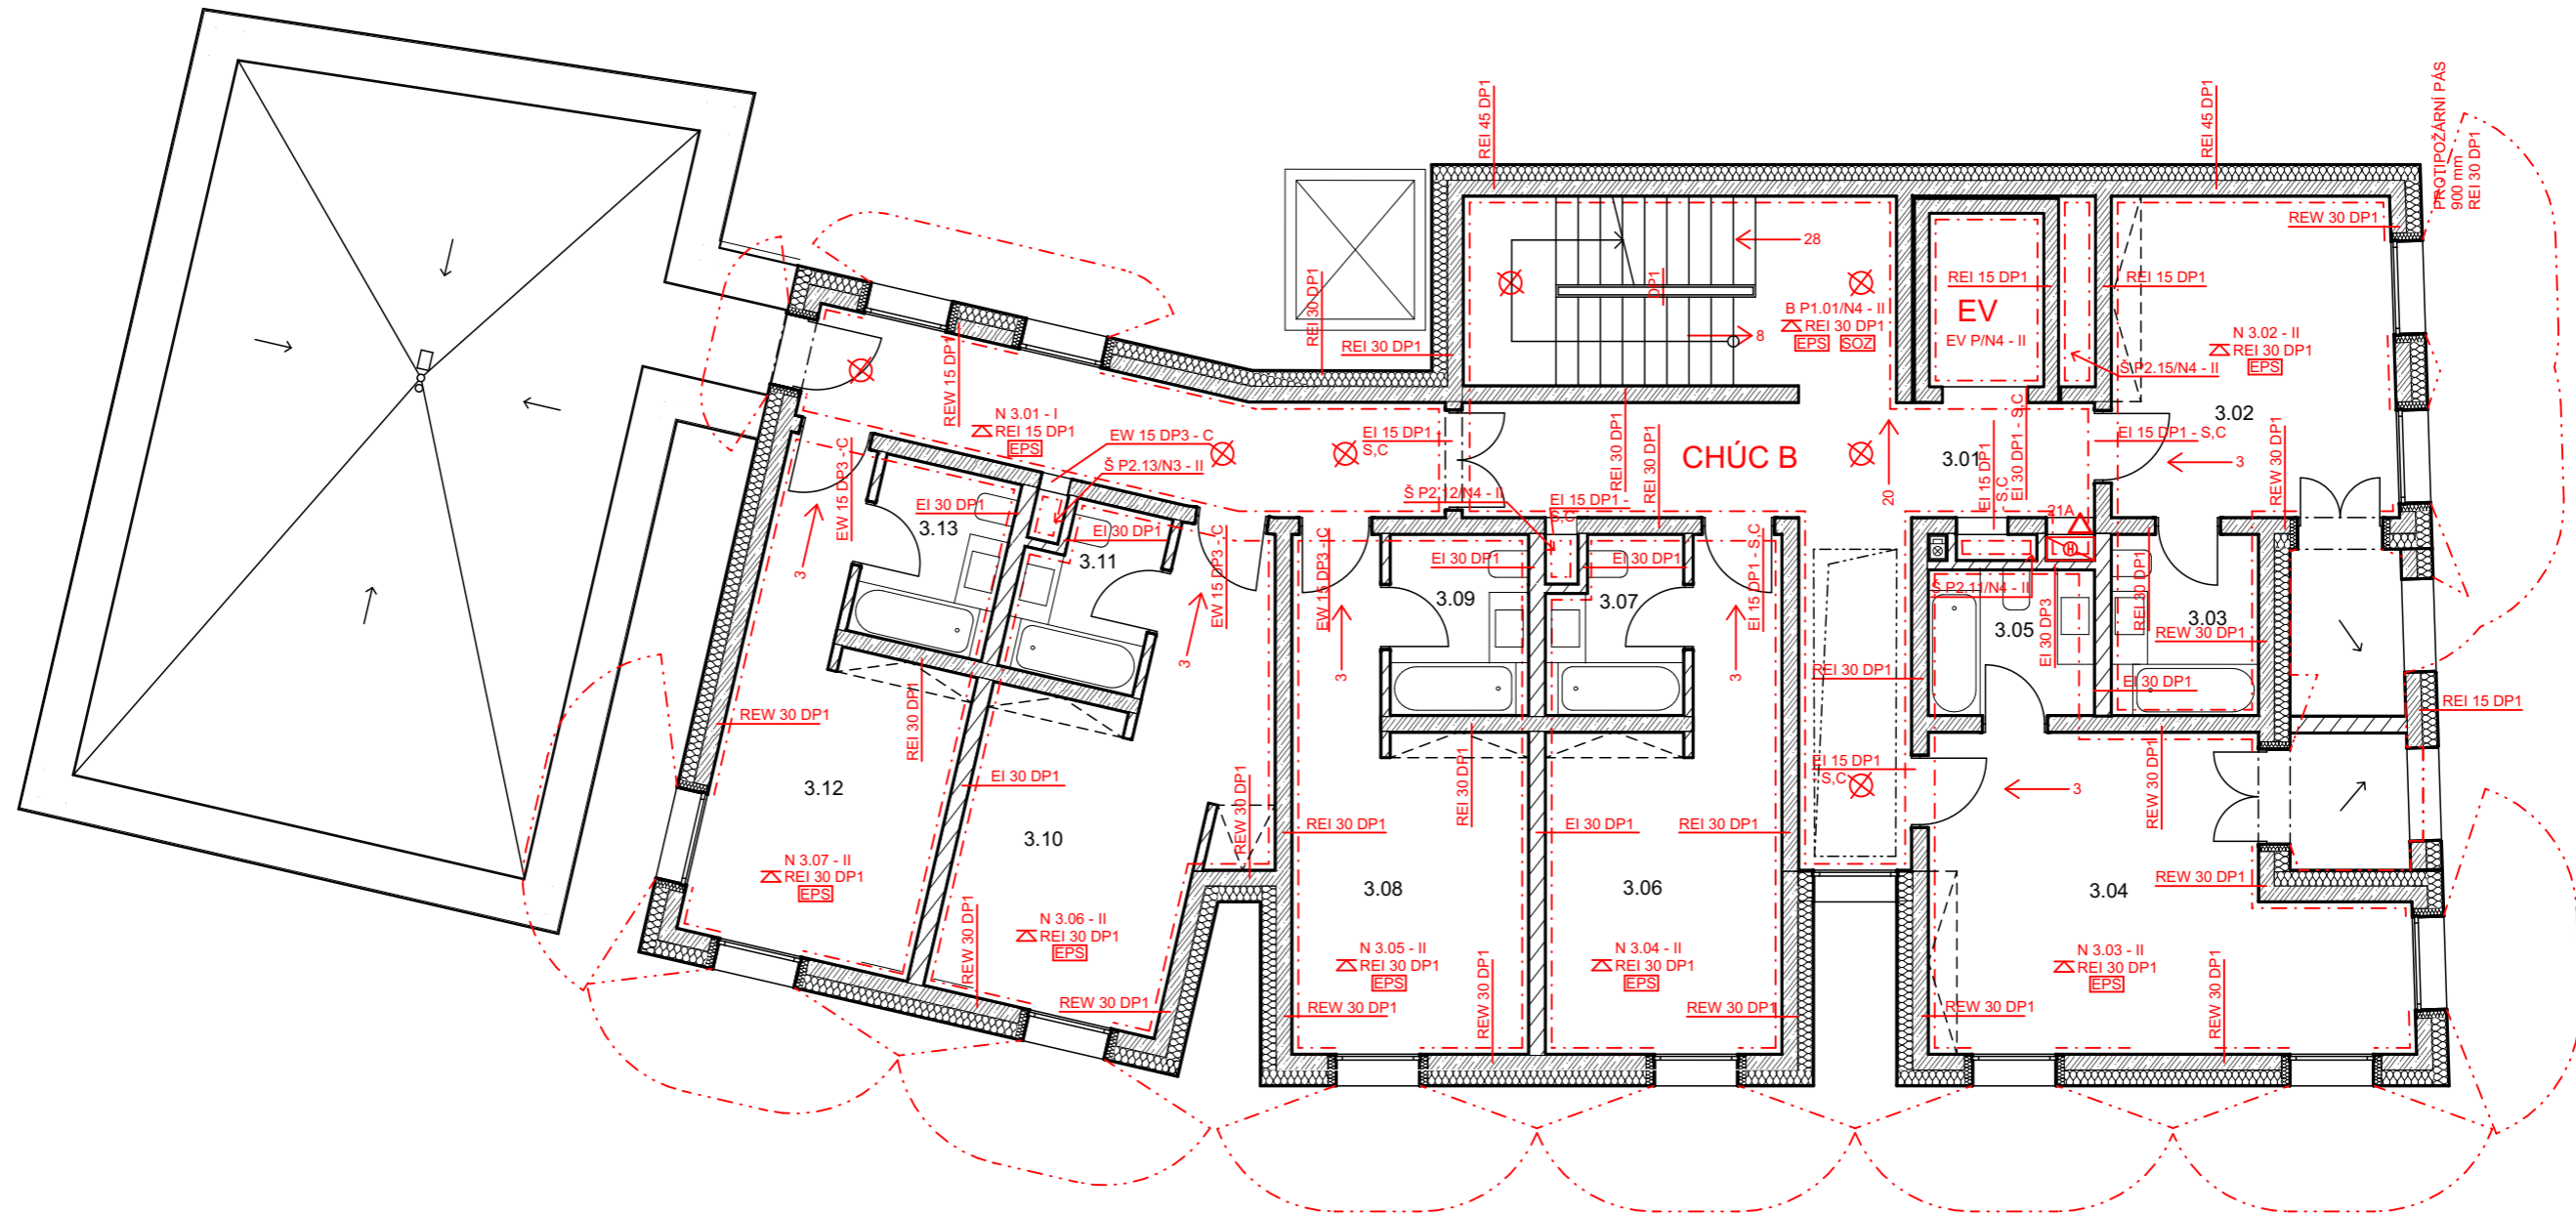 PROTIPOŽÁRNÍ PÁS
900 mm
REI 30 DP1
REI 45 DP1
REI 45 DP1
REW 30 DP1
28
REI 30 DP1
DP1
REI 15 DP1
REI 15 DP1
EV
EV P/N4 - II
B P1.01/N4 - II
REI 30 DP1
EPS
SOZ
8
REI 30 DP1
N 3.02 - II
REI 30 DP1
EPS
Š P2.15/N4 - II
REW 15 DP1
N 3.01 - I
REI 15 DP1
EPS
EW 15 DP3 - C
Š P2.13/N3 - II
EI 15 DP1 -
S,C
REI 30 DP1
REI 30 DP1
CHÚC B
20
3.01
EI 15 DP1 -
S,C
EI 30 DP1 - S,C
EI 15 DP1 - S,C
3.02
3
REW 30 DP1
EW 15 DP3 - C
EI 30 DP1
3.13
3
EI 30 DP1
3.11
3
EW 15 DP3 - C
Š P2.12/N4 - II
EI 15 DP1 -
S,C
EW 15 DP3 - C
3
EI 30 DP1
3.09
EI 30 DP1
3.07
3
EI 15 DP1 - S,C
21A
H
Š P2.11/N4 - II
3.05
EI 30 DP3
REI 30 DP1
3.03
REW 30 DP1
REI 30 DP1
EI 30 DP1
REI 15 DP1
REW 30 DP1
REI 30 DP1
EI 30 DP1
3.12
3.10
REW 30 DP1
REI 30 DP1
REI 30 DP1
EI 30 DP1
REI 30 DP1
EI 15 DP1
- S,C
3
REW 30 DP1
N 3.07 - II
REI 30 DP1
EPS
3.08
3.06
3.04
REW 30 DP1
REW 30 DP1
N 3.06 - II
REI 30 DP1
EPS
REW 30 DP1
N 3.05 - II
REI 30 DP1
EPS
REW 30 DP1
REW 30 DP1
N 3.04 - II
REI 30 DP1
EPS
REW 30 DP1
N 3.03 - II
REI 30 DP1
EPS
REW 30 DP1
REW 30 DP1